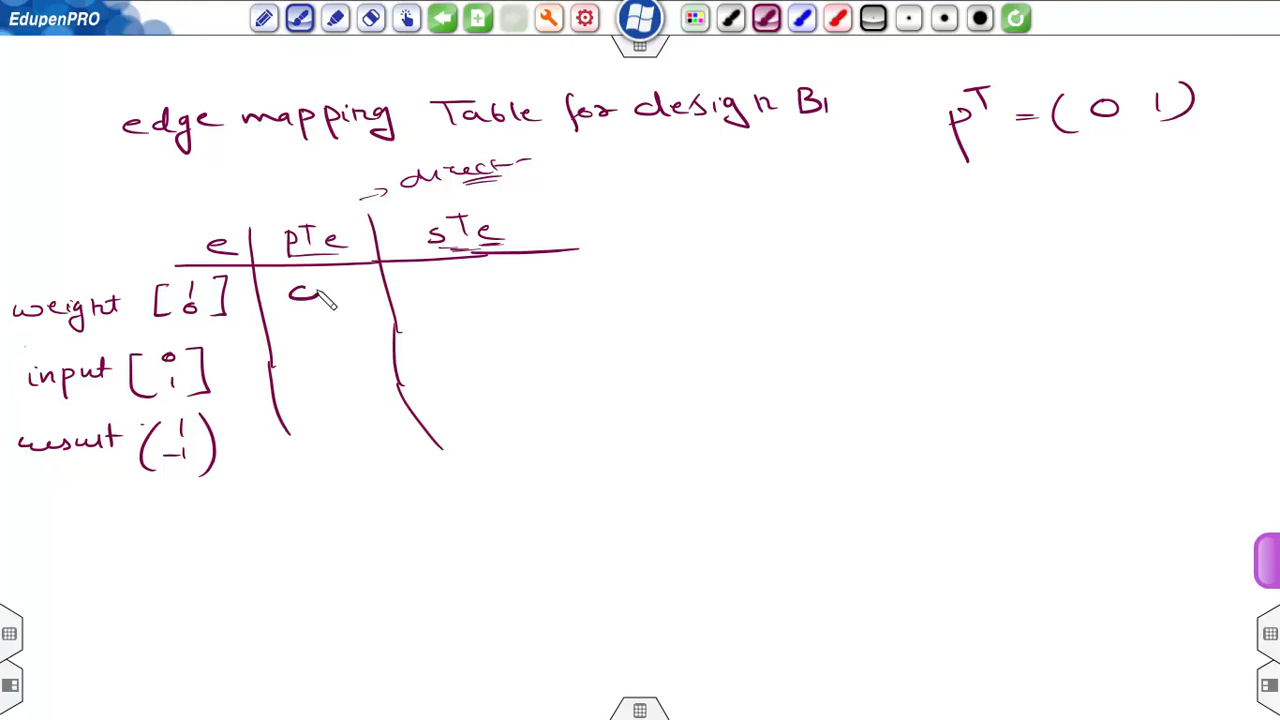 EdupenPRO
edge mapping Table for design B1
p^T = ( 0 1 )
→ direct
e p^T e s^T e
weight [ 1 0 ]
input [ 0 1 ]
result ( 1 -1 )